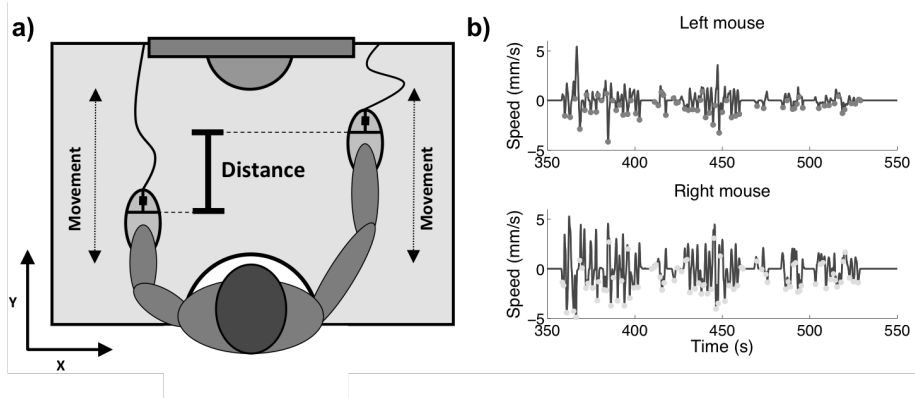 a)
Movement
Distance
Movement
Y
X
b)
Left mouse
Speed (mm/s)
5
0
−5
350
400
450
500
550
Right mouse
Speed (mm/s)
5
0
−5
350
400
450
500
550
Time (s)